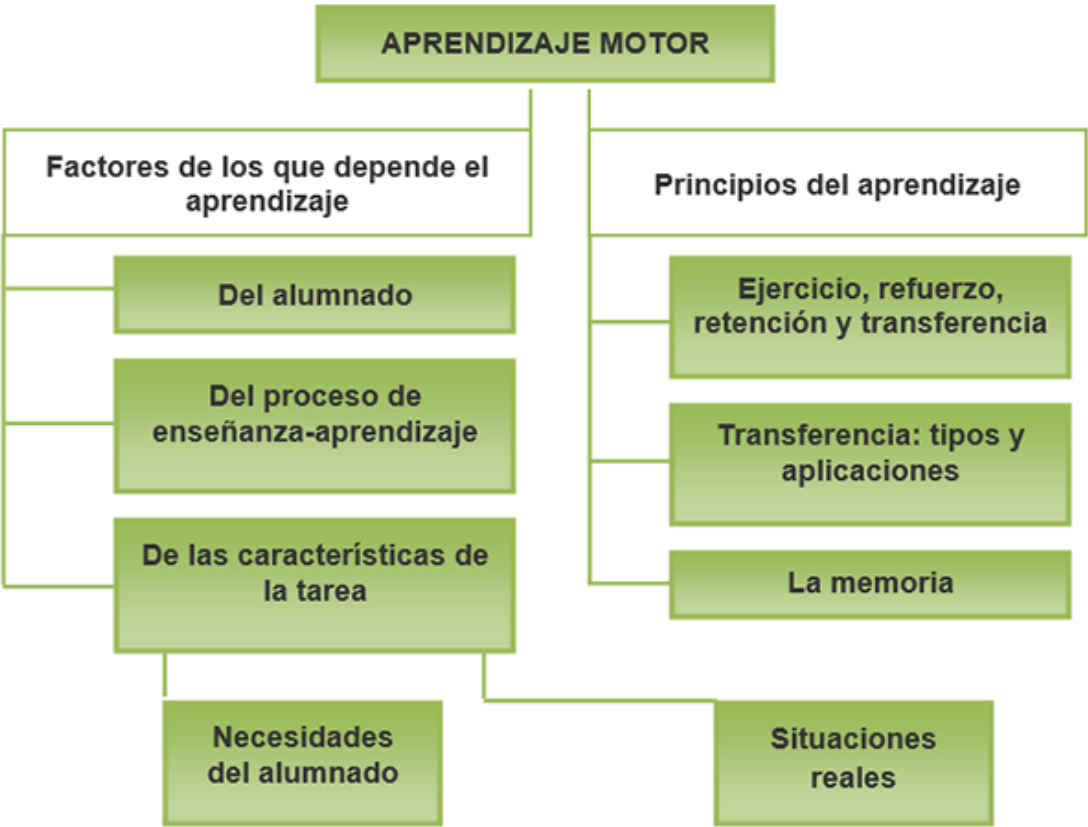 APRENDIZAJE MOTOR
Factores de los que depende el
aprendizaje
Del alumnado
Del proceso de
enseñanza-aprendizaje
De las características de
la tarea
Necesidades
del alumnado
Situaciones
reales
Principios del aprendizaje
Ejercicio, refuerzo,
retención y transferencia
Transferencia: tipos y
aplicaciones
La memoria